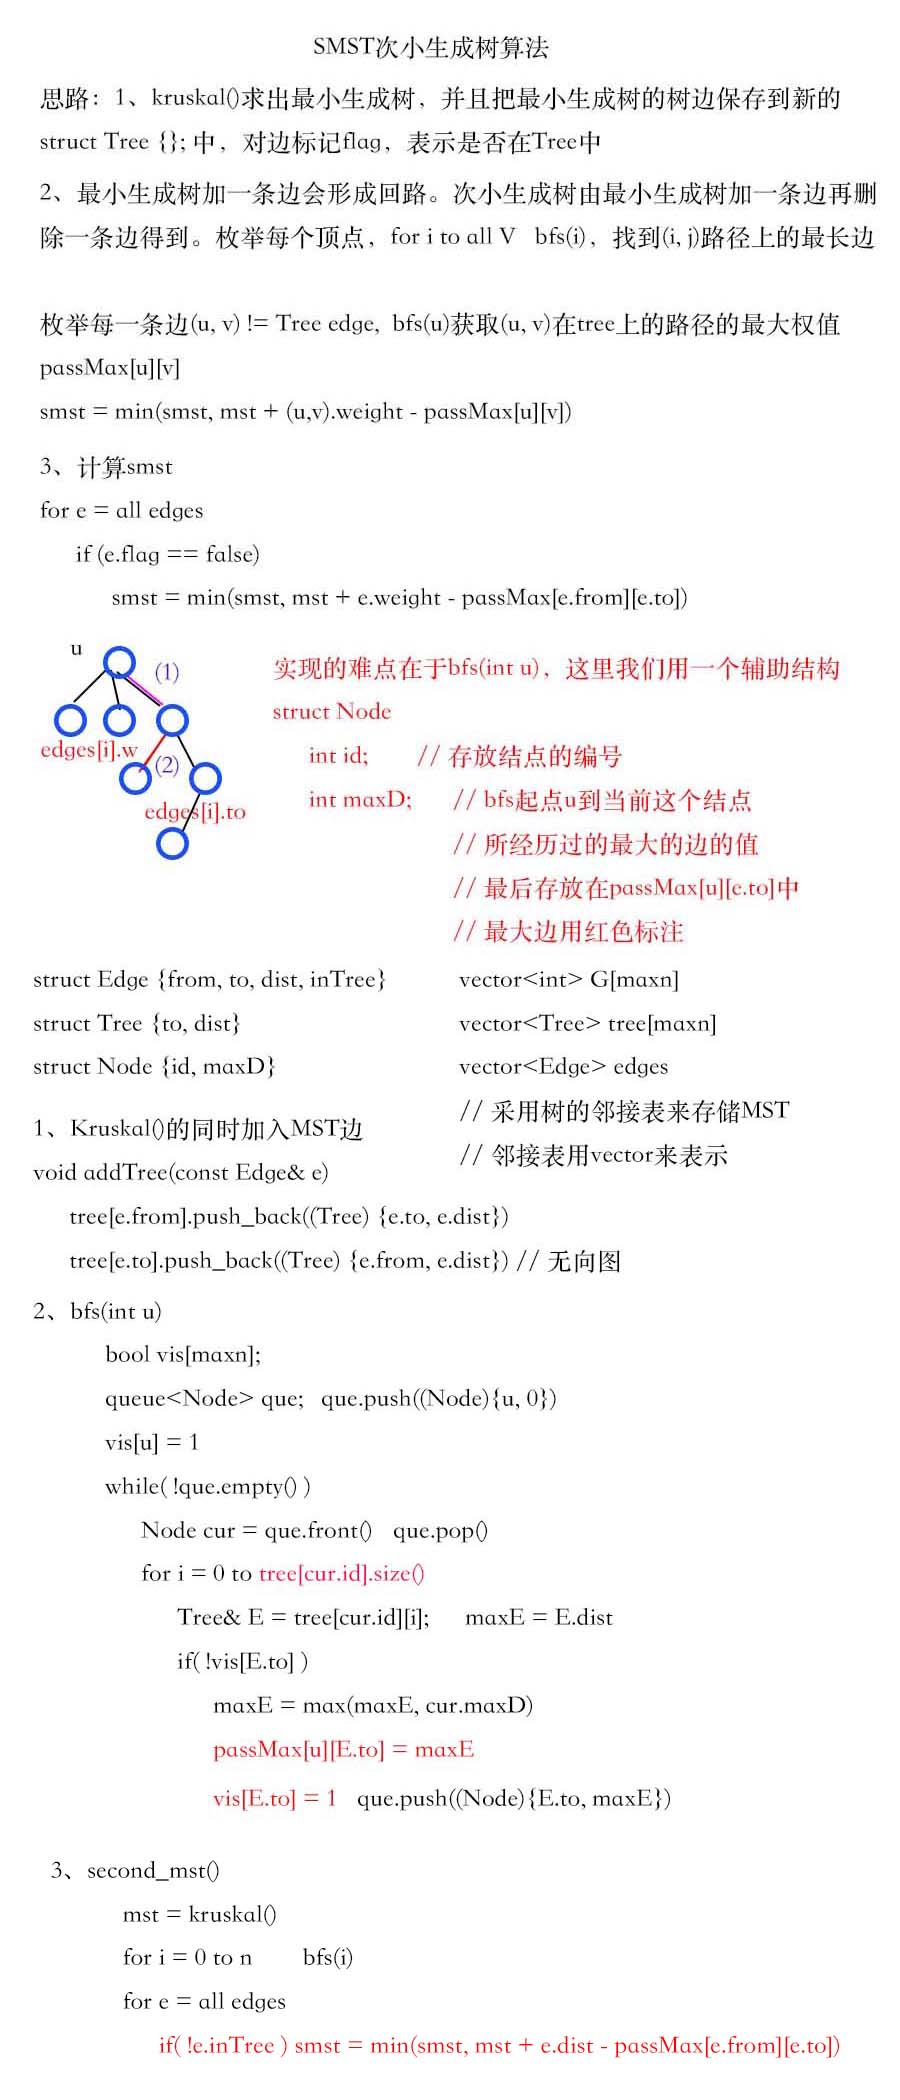 SMST次小生成树算法
思路：1、kruskal()求出最小生成树，并且把最小生成树的树边保存到新的
struct Tree {}; 中，对边标记flag，表示是否在Tree中
2、最小生成树加一条边会形成回路。次小生成树由最小生成树加一条边再删
除一条边得到。枚举每个顶点，for i to all V bfs(i)，找到(i, j)路径上的最长边
枚举每一条边(u, v) != Tree edge, bfs(u)获取(u, v)在tree上的路径的最大权值
passMax[u][v]
smst = min(smst, mst + (u,v).weight - passMax[u][v])
3、计算smst
for e = all edges
if (e.flag == false)
smst = min(smst, mst + e.weight - passMax[e.from][e.to])
u
(1)
edges[i].w
(2)
edges[i].to
实现的难点在于bfs(int u)，这里我们用一个辅助结构
struct Node
int id; // 存放结点的编号
int maxD; // bfs起点u到当前这个结点
// 所经历过的最大的边的值
// 最后存放在passMax[u][e.to]中
// 最大边用红色标注
struct Edge {from, to, dist, inTree}
struct Tree {to, dist}
struct Node {id, maxD}
vector<int> G[maxn]
vector<Tree> tree[maxn]
vector<Edge> edges
// 采用树的邻接表来存储MST
// 邻接表用vector来表示
1、Kruskal()的同时加入MST边
void addTree(const Edge& e)
tree[e.from].push_back((Tree) {e.to, e.dist})
tree[e.to].push_back((Tree) {e.from, e.dist}) // 无向图
2、bfs(int u)
bool vis[maxn];
queue<Node> que; que.push((Node){u, 0})
vis[u] = 1
while( !que.empty() )
Node cur = que.front() que.pop()
for i = 0 to tree[cur.id].size()
Tree& E = tree[cur.id][i]; maxE = E.dist
if( !vis[E.to] )
maxE = max(maxE, cur.maxD)
passMax[u][E.to] = maxE
vis[E.to] = 1 que.push((Node){E.to, maxE})
3、second_mst()
mst = kruskal()
for i = 0 to n bfs(i)
for e = all edges
if( !e.inTree ) smst = min(smst, mst + e.dist - passMax[e.from][e.to])